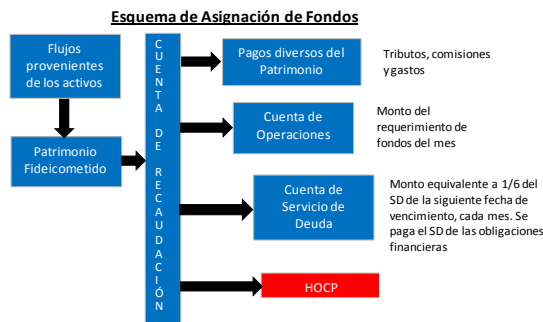 Esquema de Asignación de Fondos
Flujos
provenientes
de los activos
Patrimonio
Fideicometido
CUENTA DE RECAUDACIÓN
Pagos diversos del
Patrimonio
Tributos, comisiones
y gastos
Cuenta de
Operaciones
Monto del
requerimiento de
fondos del mes
Cuenta de
Servicio de
Deuda
Monto equivalente a 1/6 del
SD de la siguiente fecha de
vencimiento, cada mes. Se
paga el SD de las obligaciones
financieras
HOCP